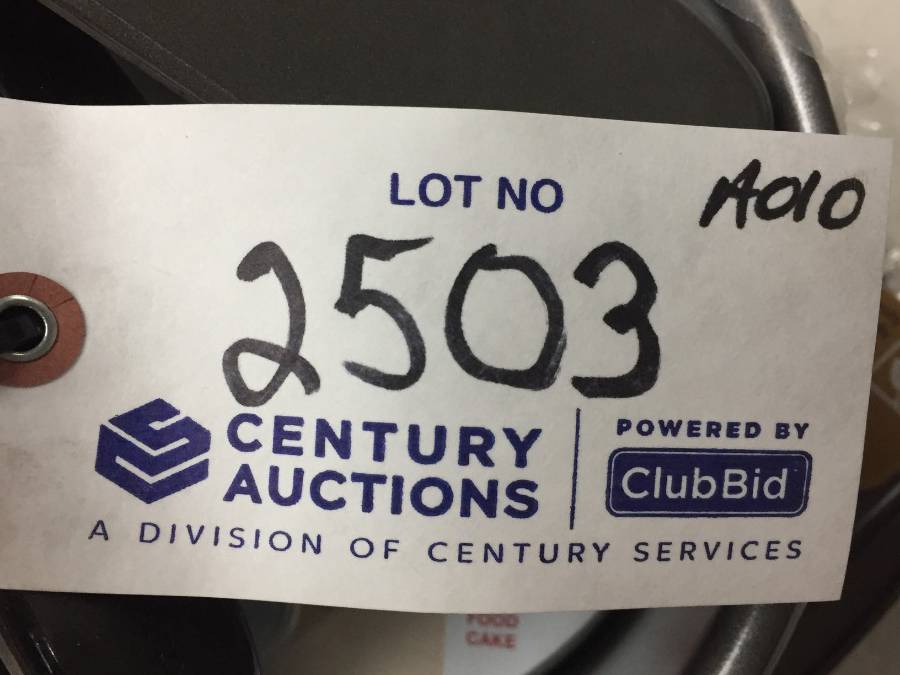 LOT NO
A010
2503
CENTURY
AUCTIONS
POWERED BY
ClubBid
A DIVISION OF CENTURY SERVICES
FOOD
CAKE